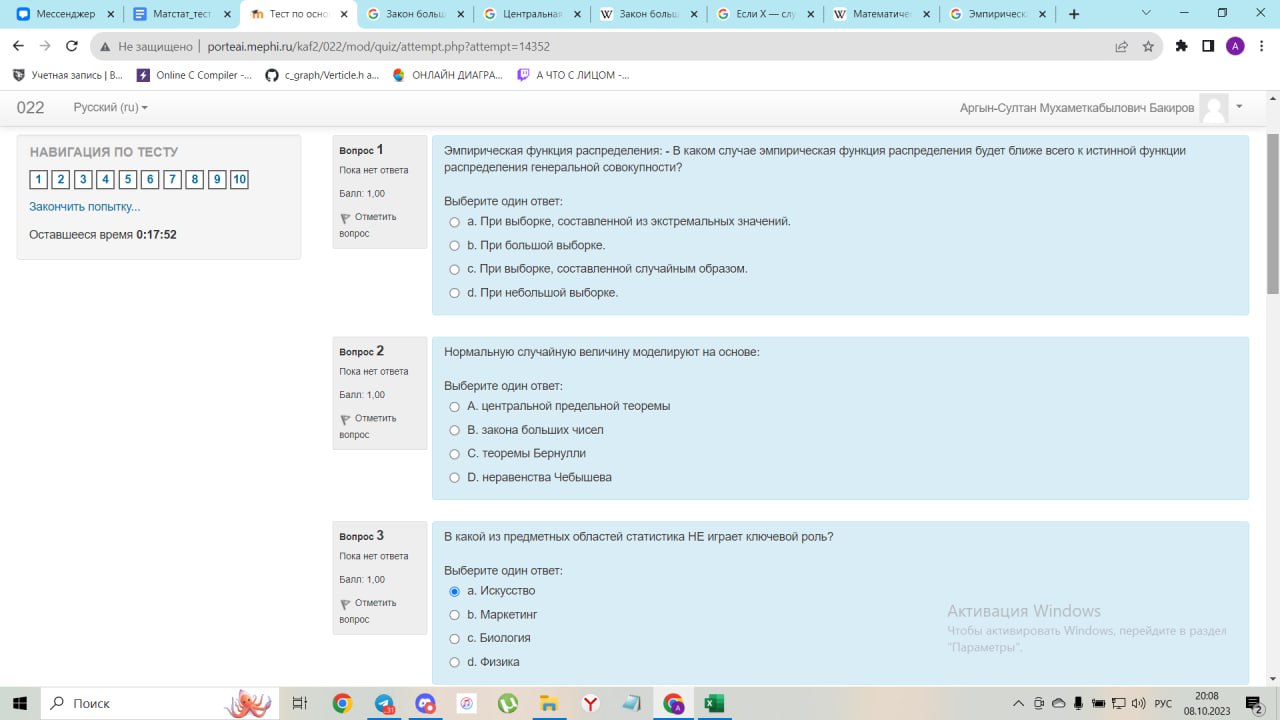 Мессенджер
Матстат_тест
Тест по осно
Закон больш
Центральная
Закон больш
Если X — слу
Математиче
Эмпирическ
Не защищено | porteai.mephi.ru/kaf2/022/mod/quiz/attempt.php?attempt=14352
A
Учетная запись | В...
Online C Compiler -...
c_graph/Verticle.h a...
ОНЛАЙН ДИАГРА...
А ЧТО С ЛИЦОМ -...
022
Русский (ru)
Аргын-Султан Мухаметкабылович Бакиров
НАВИГАЦИЯ ПО ТЕСТУ
1 2 3 4 5 6 7 8 9 10
Закончить попытку...
Оставшееся время 0:17:52
Вопрос 1
Пока нет ответа
Балл: 1,00
Отметить
вопрос
Эмпирическая функция распределения: - В каком случае эмпирическая функция распределения будет ближе всего к истинной функции
распределения генеральной совокупности?
Выберите один ответ:
a. При выборке, составленной из экстремальных значений.
b. При большой выборке.
c. При выборке, составленной случайным образом.
d. При небольшой выборке.
Вопрос 2
Пока нет ответа
Балл: 1,00
Отметить
вопрос
Нормальную случайную величину моделируют на основе:
Выберите один ответ:
A. центральной предельной теоремы
B. закона больших чисел
C. теоремы Бернулли
D. неравенства Чебышева
Вопрос 3
Пока нет ответа
Балл: 1,00
Отметить
вопрос
В какой из предметных областей статистика НЕ играет ключевой роль?
Выберите один ответ:
a. Искусство
b. Маркетинг
c. Биология
d. Физика
Активация Windows
Чтобы активировать Windows, перейдите в раздел
"Параметры".
Поиск
РУС
20:08
08.10.2023
2